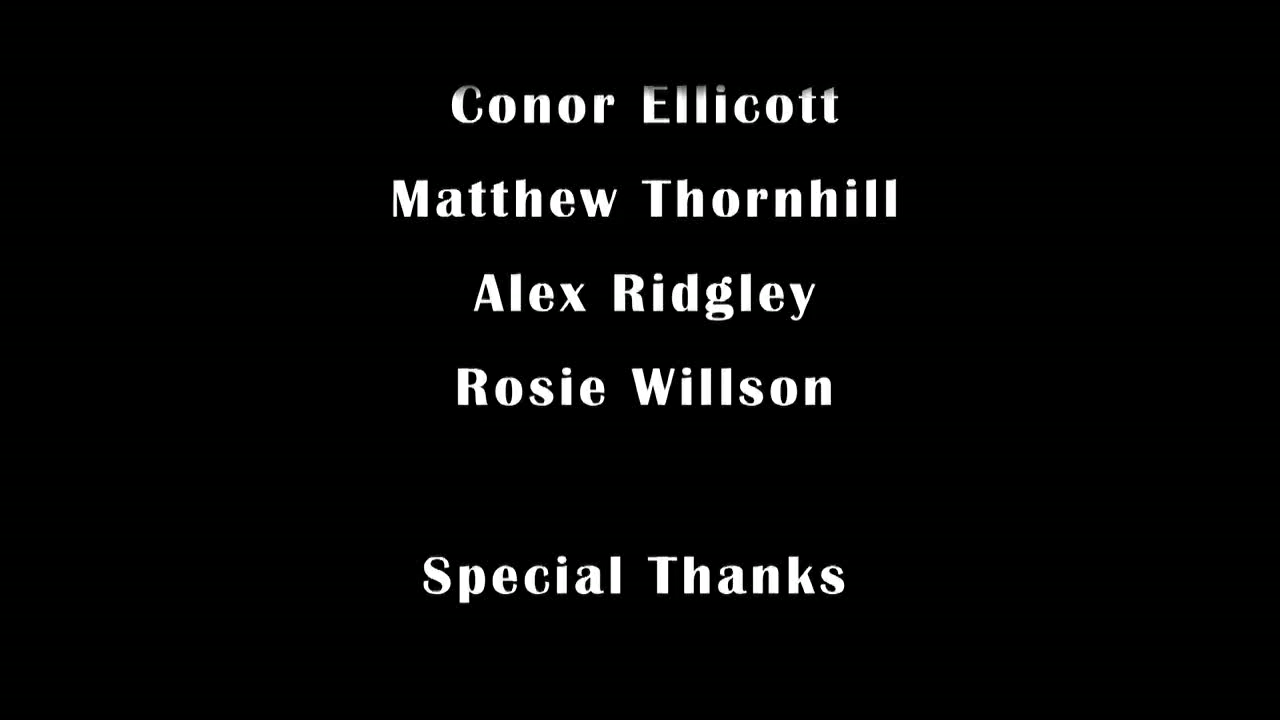 Conor Ellicott
Matthew Thornhill
Alex Ridgley
Rosie Willson
Special Thanks